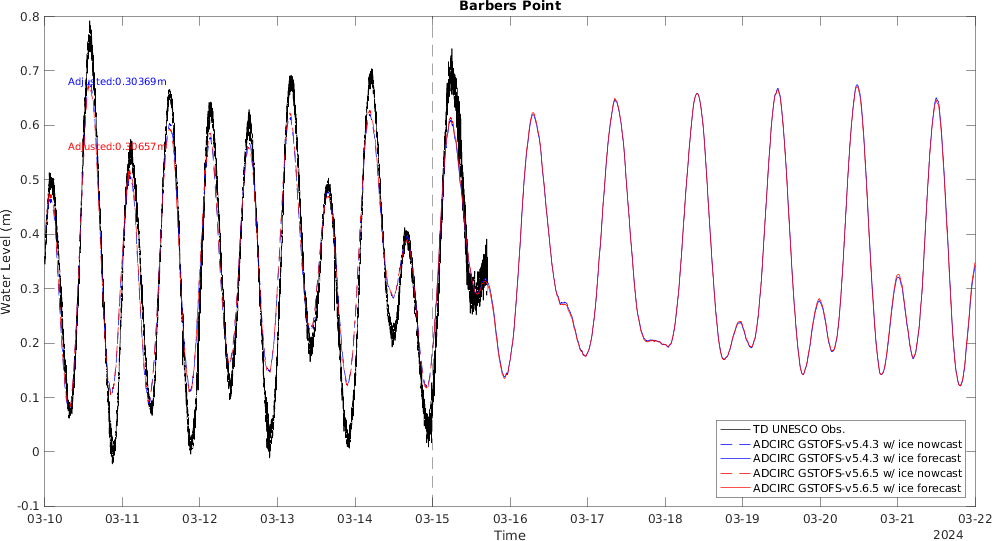 Barbers Point
0.8
0.7
0.6
0.5
0.4
0.3
0.2
0.1
0
-0.1
Water Level (m)
Adjusted:0.30369m
Adjusted:0.30657m
TD UNESCO Obs.
ADCIRC GSTOFS-v5.4.3 w/ ice nowcast
ADCIRC GSTOFS-v5.4.3 w/ ice forecast
ADCIRC GSTOFS-v5.6.5 w/ ice nowcast
ADCIRC GSTOFS-v5.6.5 w/ ice forecast
03-10 03-11 03-12 03-13 03-14 03-15 03-16 03-17 03-18 03-19 03-20 03-21 03-22
Time
2024